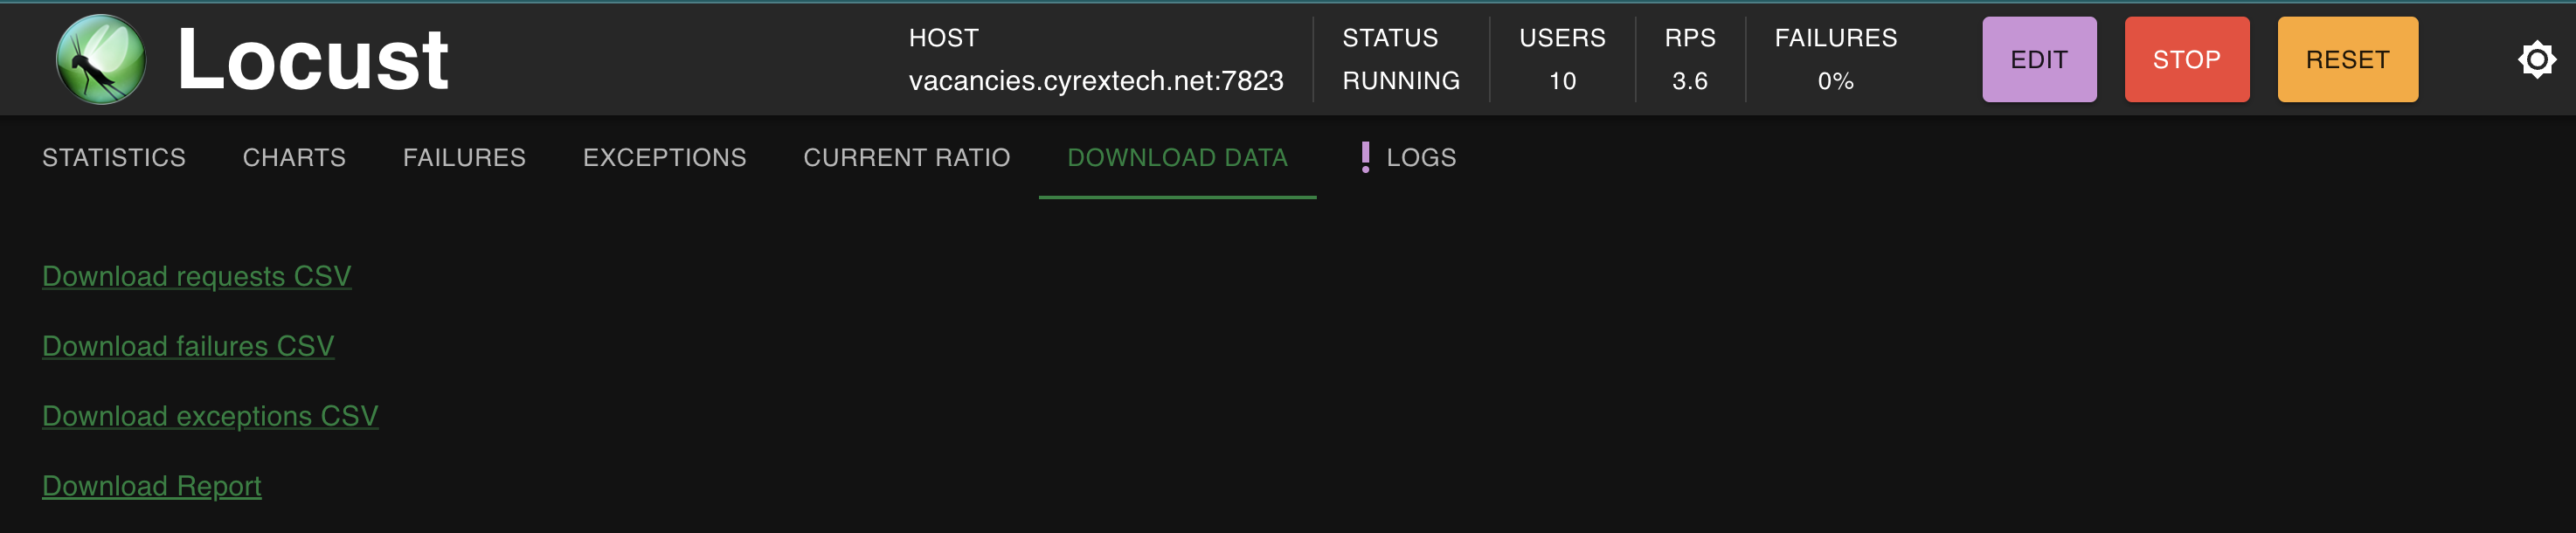 Locust
HOST
vacancies.cyrextech.net:7823
STATUS
RUNNING
USERS
10
RPS
3.6
FAILURES
0%
EDIT
STOP
RESET
STATISTICS
CHARTS
FAILURES
EXCEPTIONS
CURRENT RATIO
DOWNLOAD DATA
! LOGS
Download requests CSV
Download failures CSV
Download exceptions CSV
Download Report